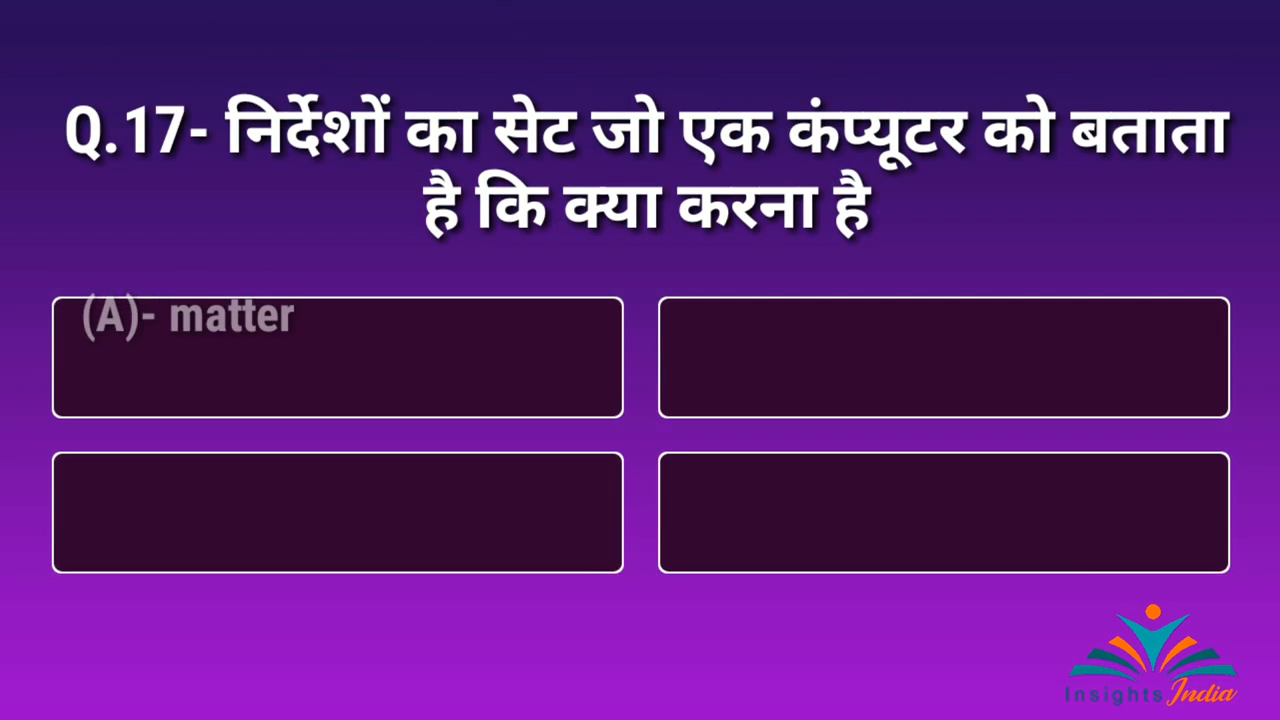 Q.17- निर्देशों का सेट जो एक कंप्यूटर को बताता
है कि क्या करना है
(A)- matter
Insights India